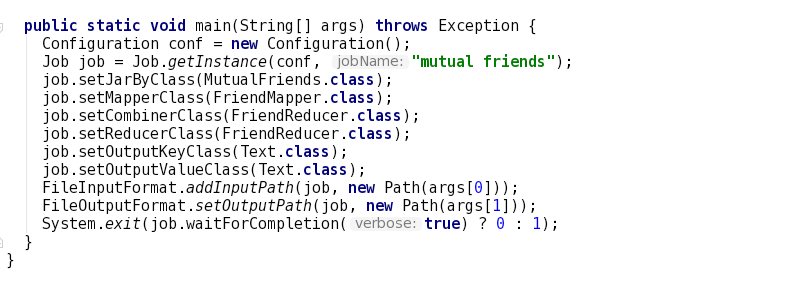 public static void main(String[] args) throws Exception {
Configuration conf = new Configuration();
Job job = Job.getInstance(conf, jobName: "mutual friends");
job.setJarByClass(MutualFriends.class);
job.setMapperClass(FriendMapper.class);
job.setCombinerClass(FriendReducer.class);
job.setReducerClass(FriendReducer.class);
job.setOutputKeyClass(Text.class);
job.setOutputValueClass(Text.class);
FileInputFormat.addInputPath(job, new Path(args[0]));
FileOutputFormat.setOutputPath(job, new Path(args[1]));
System.exit(job.waitForCompletion( verbose: true) ? 0 : 1);
}
}